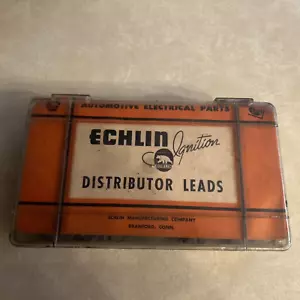 AUTOMOTIVE ELECTRICAL PARTS
ECHLIN Ignition
DISTRIBUTOR LEADS
ECHLIN MANUFACTURING COMPANY
BRANFORD, CONN.